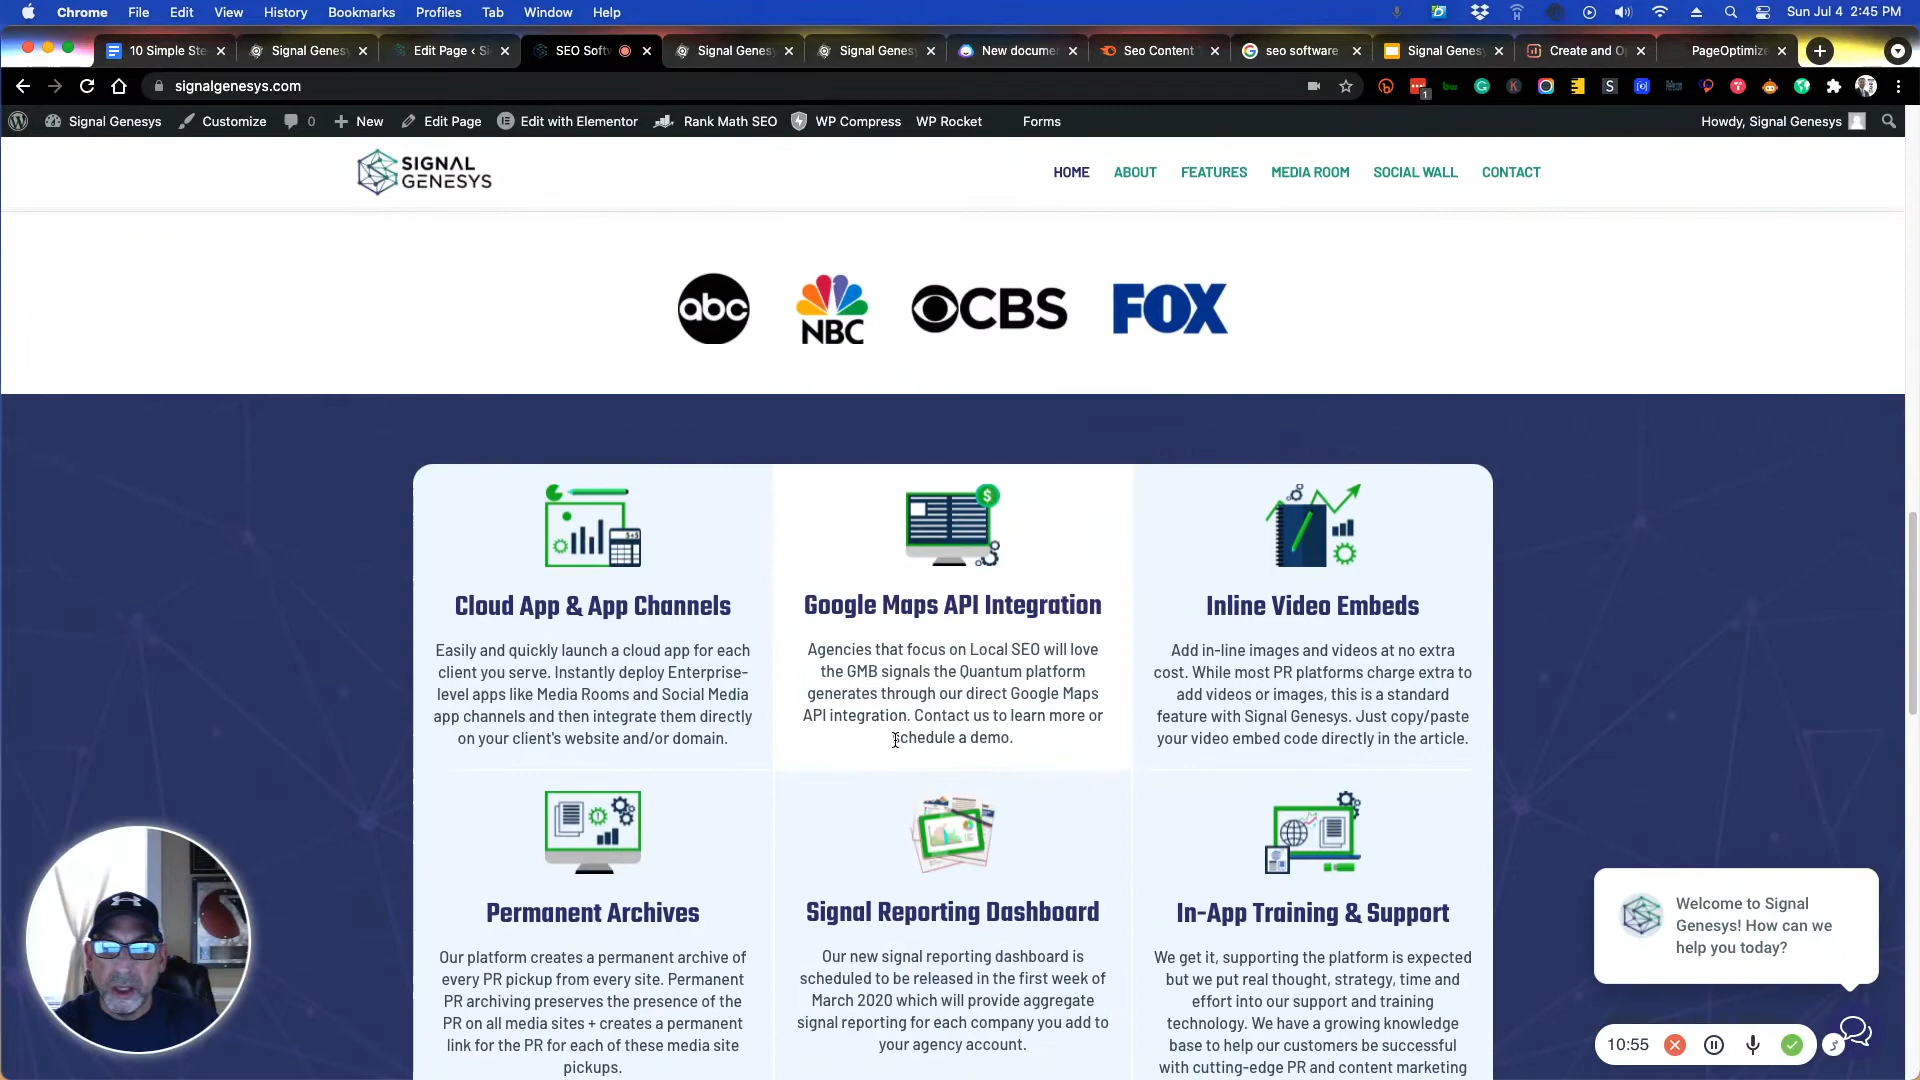 Chrome File Edit View History Bookmarks Profiles Tab Window Help Sun Jul 4 2:45 PM
10 Simple Ste Signal Genesy Edit Page ‹ Si SEO Softw Signal Genesy Signal Genesy New docume Seo Content seo software Signal Genesy Create and O PageOptimize
signalgenesys.com
1
Signal Genesys Customize 0 New Edit Page Edit with Elementor Rank Math SEO WP Compress WP Rocket Forms Howdy, Signal Genesys
SIGNAL
GENESYS
HOME ABOUT FEATURES MEDIA ROOM SOCIAL WALL CONTACT
abc NBC CBS FOX
Cloud App & App Channels
Easily and quickly launch a cloud app for each
client you serve. Instantly deploy Enterprise-
level apps like Media Rooms and Social Media
app channels and then integrate them directly
on your client's website and/or domain.
Google Maps API Integration
Agencies that focus on Local SEO will love
the GMB signals the Quantum platform
generates through our direct Google Maps
API integration. Contact us to learn more or
schedule a demo.
Inline Video Embeds
Add in-line images and videos at no extra
cost. While most PR platforms charge extra to
add videos or images, this is a standard
feature with Signal Genesys. Just copy/paste
your video embed code directly in the article.
Permanent Archives
Our platform creates a permanent archive of
every PR pickup from every site. Permanent
PR archiving preserves the presence of the
PR on all media sites + creates a permanent
link for the PR for each of these media site
pickups.
Signal Reporting Dashboard
Our new signal reporting dashboard is
scheduled to be released in the first week of
March 2020 which will provide aggregate
signal reporting for each company you add to
your agency account.
In-App Training & Support
We get it, supporting the platform is expected
but we put real thought, strategy, time and
effort into our support and training
technology. We have a growing knowledge
base to help our customers be successful
with cutting-edge PR and content marketing
Welcome to Signal
Genesys! How can we
help you today?
10:55